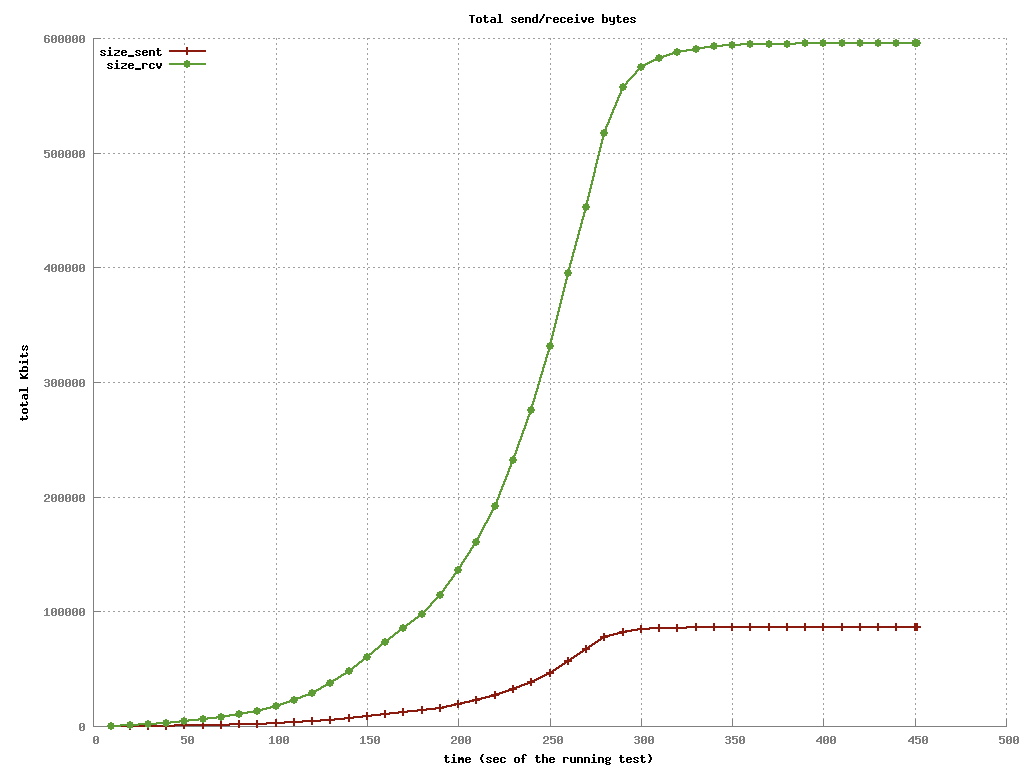 Total send/receive bytes
size_sent
size_rcv
600000
500000
400000
300000
200000
100000
0
total Kbits
0 50 100 150 200 250 300 350 400 450 500
time (sec of the running test)